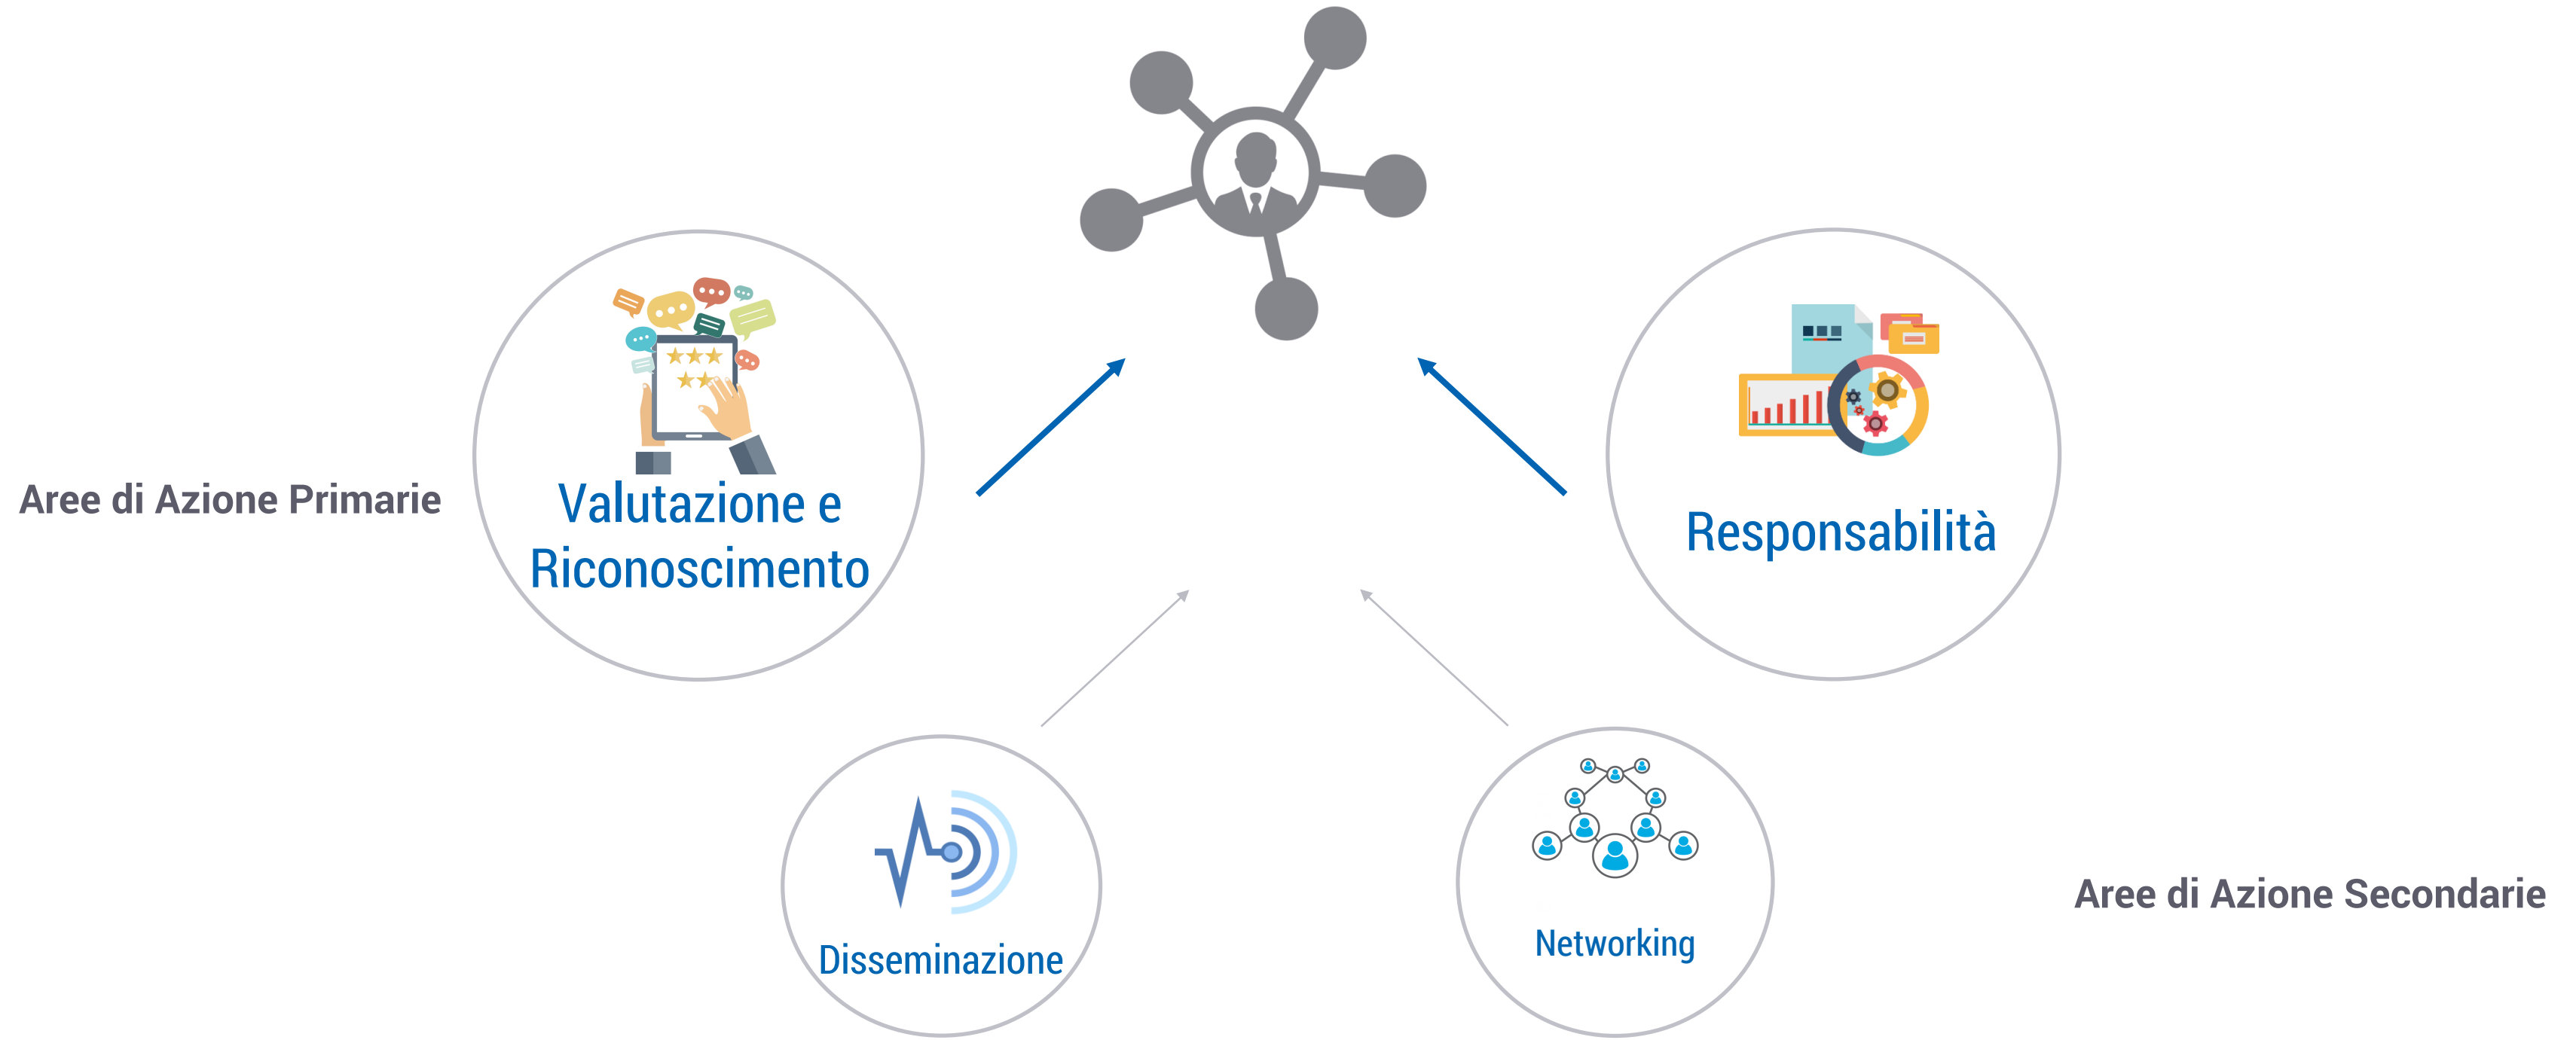 Aree di Azione Primarie
Valutazione e
Riconoscimento
Responsabilità
Disseminazione
Networking
Aree di Azione Secondarie